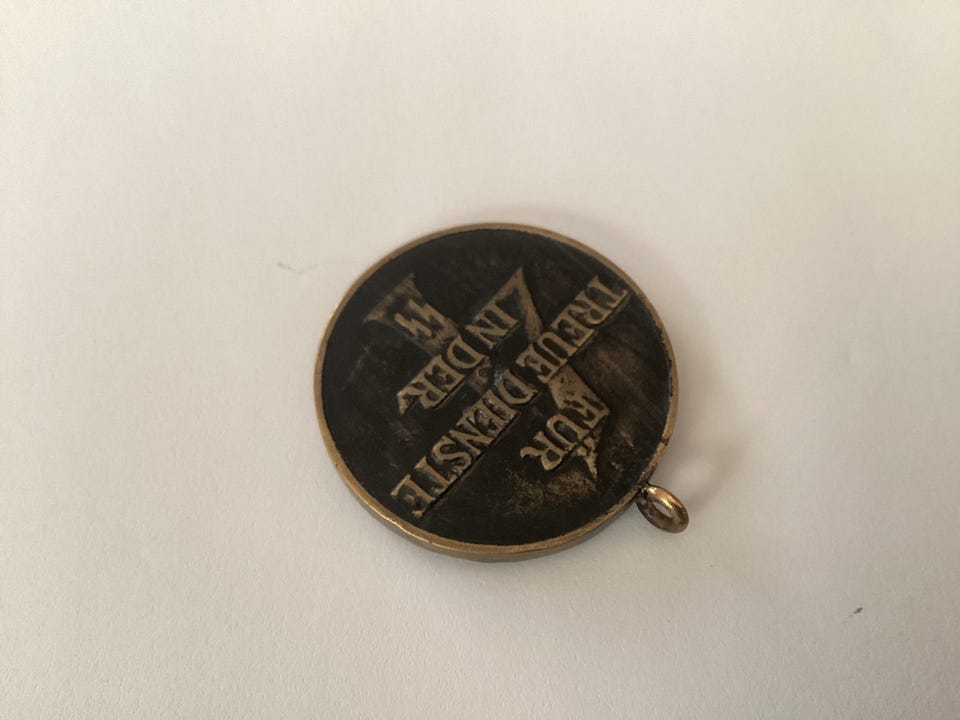 FÜR
TREUE DIENSTE
IN DER
ᛋᛋ